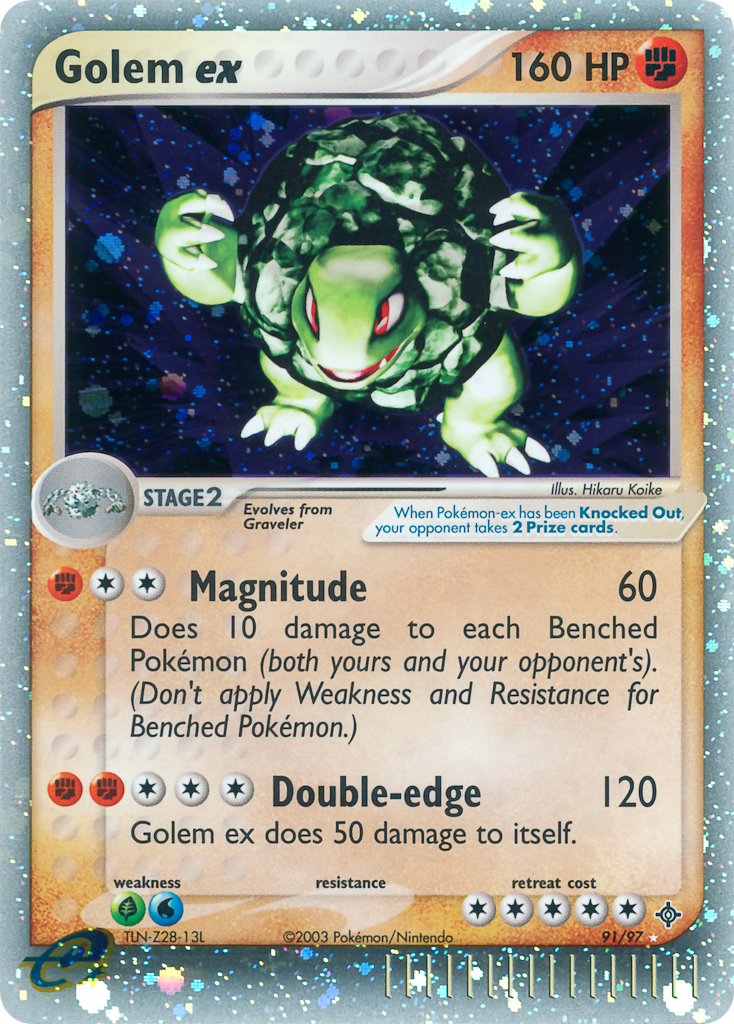 Golem ex 160 HP
Illus. Hikaru Koike
STAGE2
Evolves from
Graveler
When Pokémon-ex has been Knocked Out,
your opponent takes 2 Prize cards.
Magnitude 60
Does 10 damage to each Benched
Pokémon (both yours and your opponent's).
(Don't apply Weakness and Resistance for
Benched Pokémon.)
Double-edge 120
Golem ex does 50 damage to itself.
weakness resistance retreat cost
TLN-Z28-13L ©2003 Pokémon/Nintendo 91/97
e